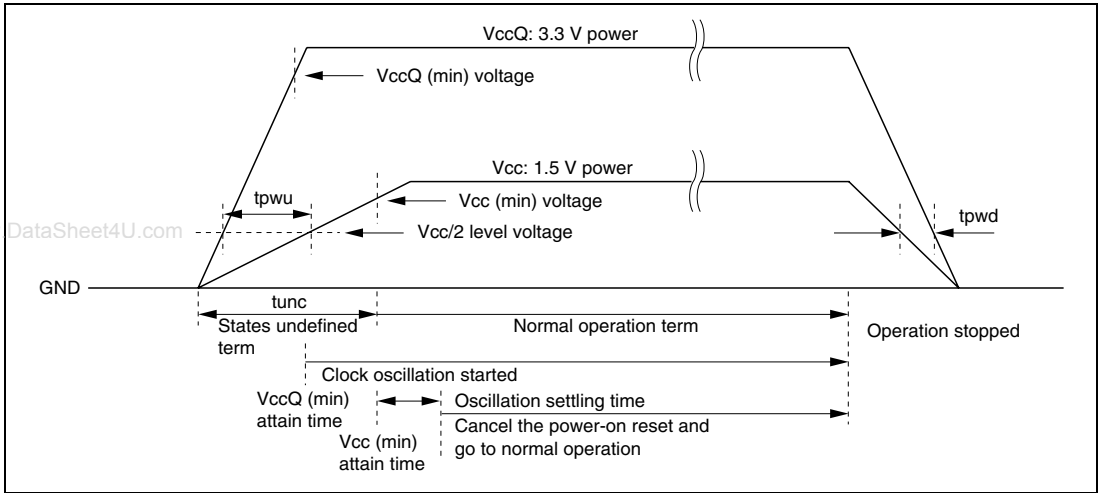 VccQ: 3.3 V power
VccQ (min) voltage
Vcc: 1.5 V power
tpwu
Vcc (min) voltage
tpwd
DataSheet4U.com
Vcc/2 level voltage
GND
tunc
States undefined
term
Normal operation term
Operation stopped
Clock oscillation started
VccQ (min)
attain time
Oscillation settling time
Vcc (min)
attain time
Cancel the power-on reset and
go to normal operation